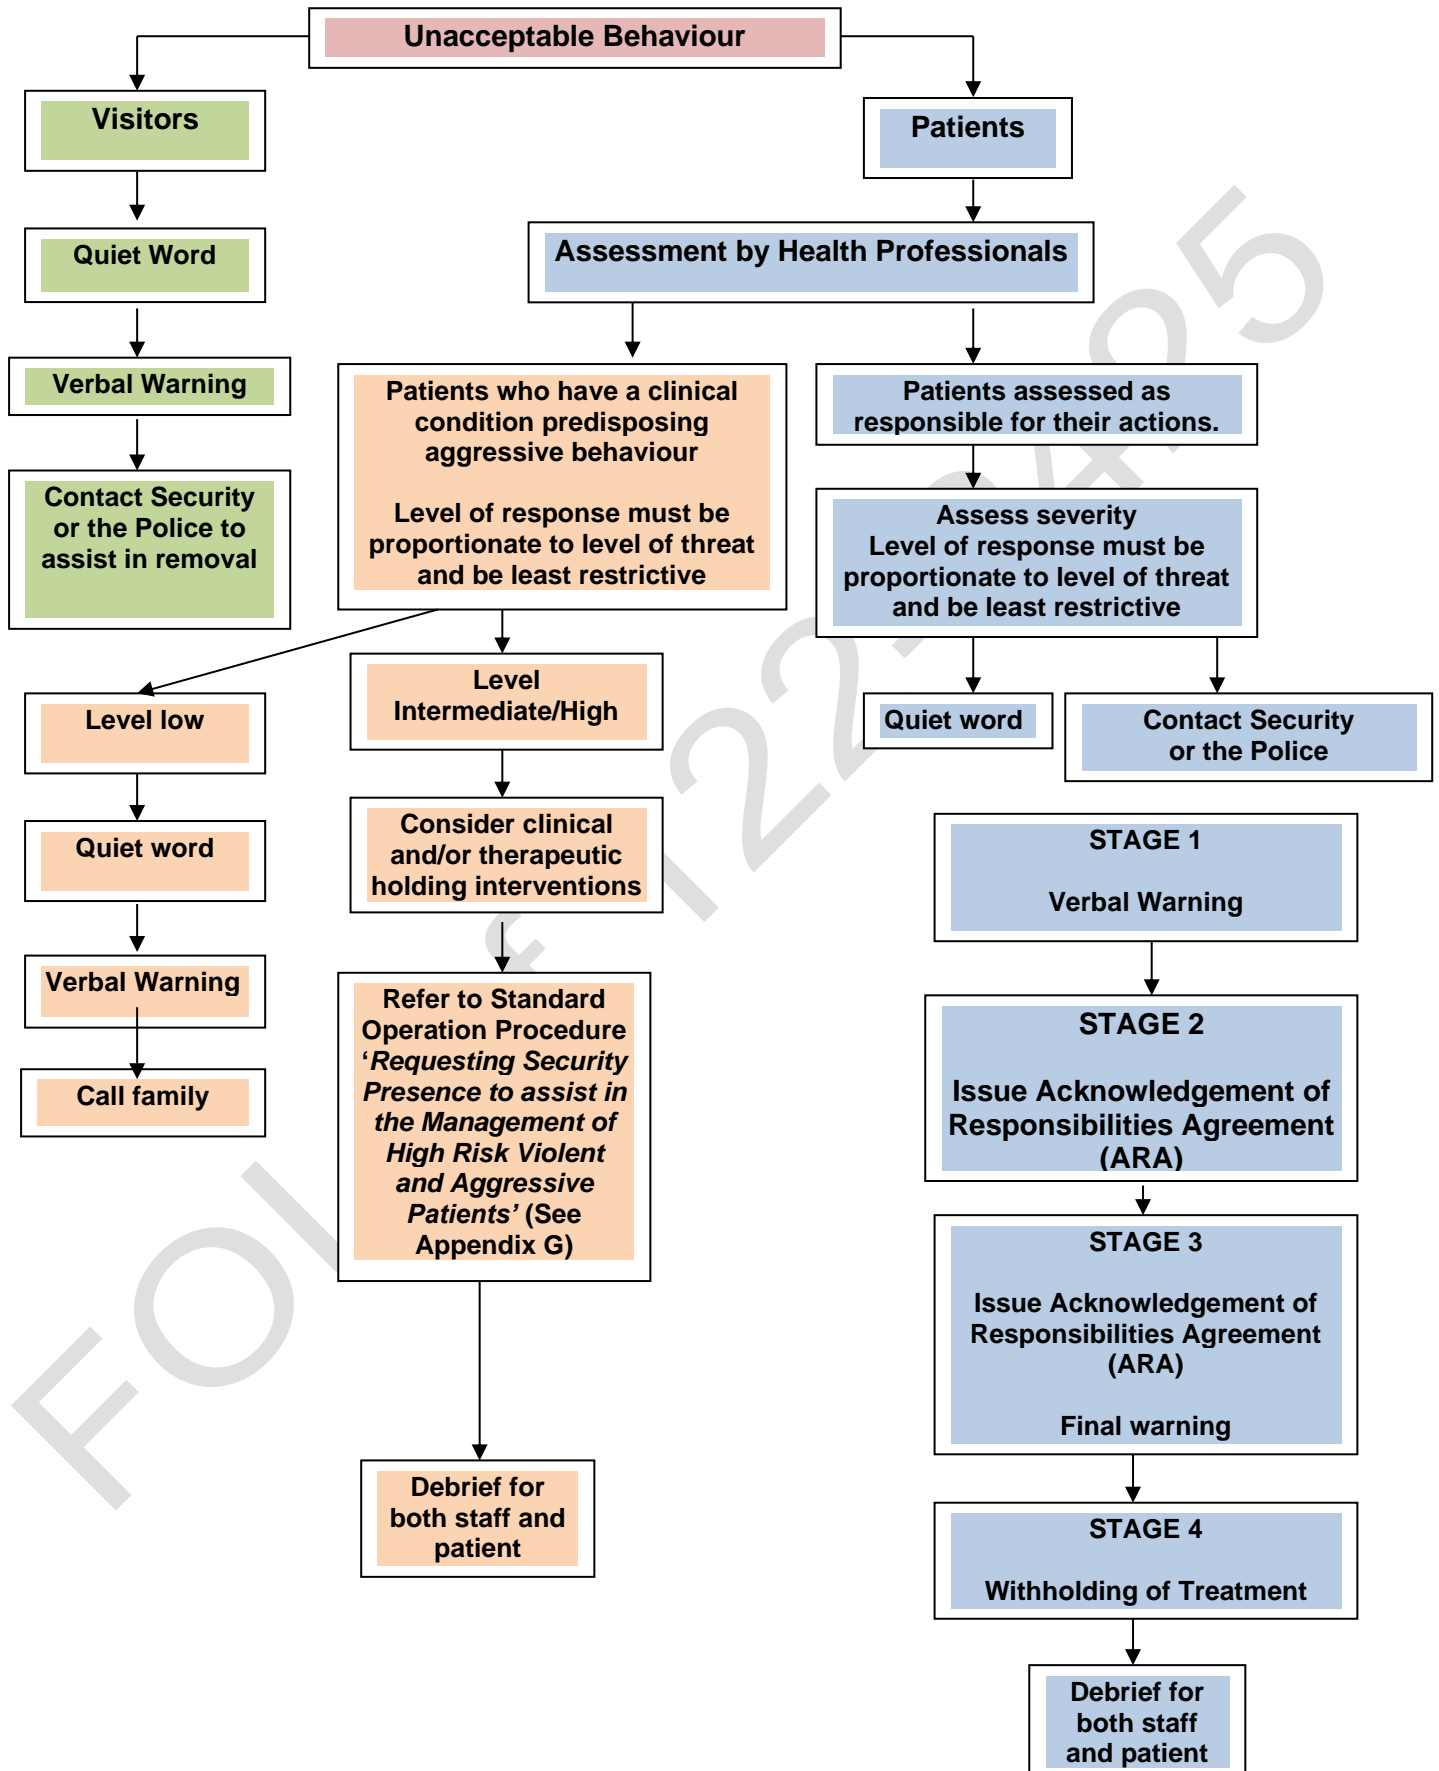 Unacceptable Behaviour
Visitors
Quiet Word
Verbal Warning
Contact Security
or the Police to
assist in removal
Patients
Assessment by Health Professionals
Patients who have a clinical
condition predisposing
aggressive behaviour
Level of response must be
proportionate to level of threat
and be least restrictive
Level low
Quiet word
Verbal Warning
Call family
Level
Intermediate/High
Consider clinical
and/or therapeutic
holding interventions
Refer to Standard
Operation Procedure
‘Requesting Security
Presence to assist in
the Management of
High Risk Violent
and Aggressive
Patients’ (See
Appendix G)
Debrief for
both staff and
patient
Patients assessed as
responsible for their actions.
Assess severity
Level of response must be
proportionate to level of threat
and be least restrictive
Quiet word
Contact Security
or the Police
STAGE 1
Verbal Warning
STAGE 2
Issue Acknowledgement of
Responsibilities Agreement
(ARA)
STAGE 3
Issue Acknowledgement of
Responsibilities Agreement
(ARA)
Final warning
STAGE 4
Withholding of Treatment
Debrief for
both staff
and patient